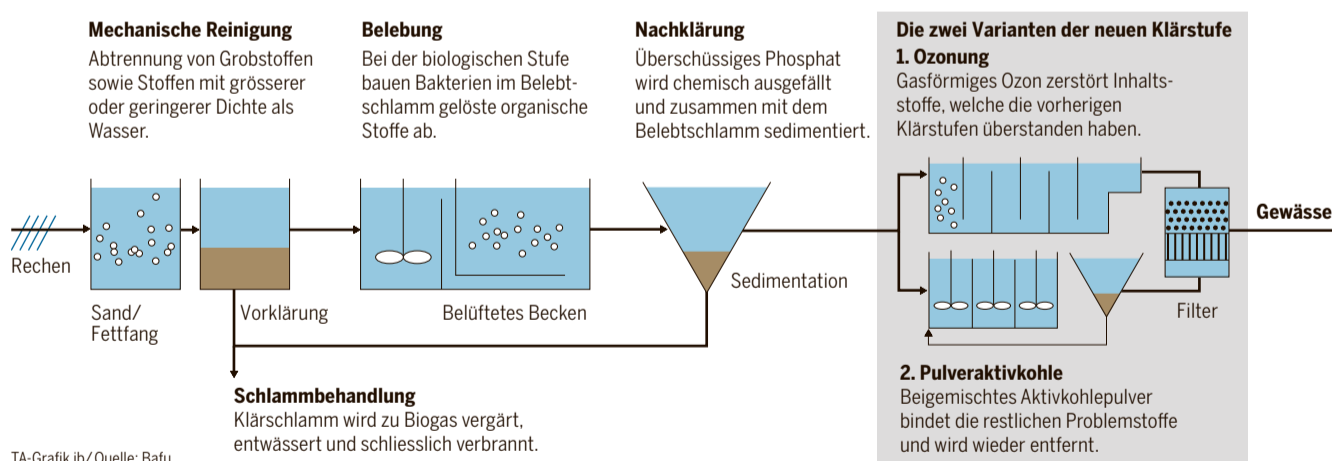 Mechanische Reinigung
Abtrennung von Grobstoffen
sowie Stoffen mit grösserer
oder geringerer Dichte als
Wasser.
Belebung
Bei der biologischen Stufe
bauen Bakterien im Belebt-
schlamm gelöste organische
Stoffe ab.
Nachklärung
Überschüssiges Phosphat
wird chemisch ausgefällt
und zusammen mit dem
Belebtschlamm sedimentiert.
Die zwei Varianten der neuen Klärstufe
1. Ozonung
Gasförmiges Ozon zerstört Inhalts-
stoffe, welche die vorherigen
Klärstufen überstanden haben.
Rechen
Sand/
Fettfang
Vorklärung
Belüftetes Becken
Sedimentation
Filter
Gewässe
Schlammbehandlung
Klärschlamm wird zu Biogas vergärt,
entwässert und schliesslich verbrannt.
2. Pulveraktivkohle
Beigemischtes Aktivkohlepulver
bindet die restlichen Problemstoffe
und wird wieder entfernt.
TA-Grafik ib/Quelle: Bafu